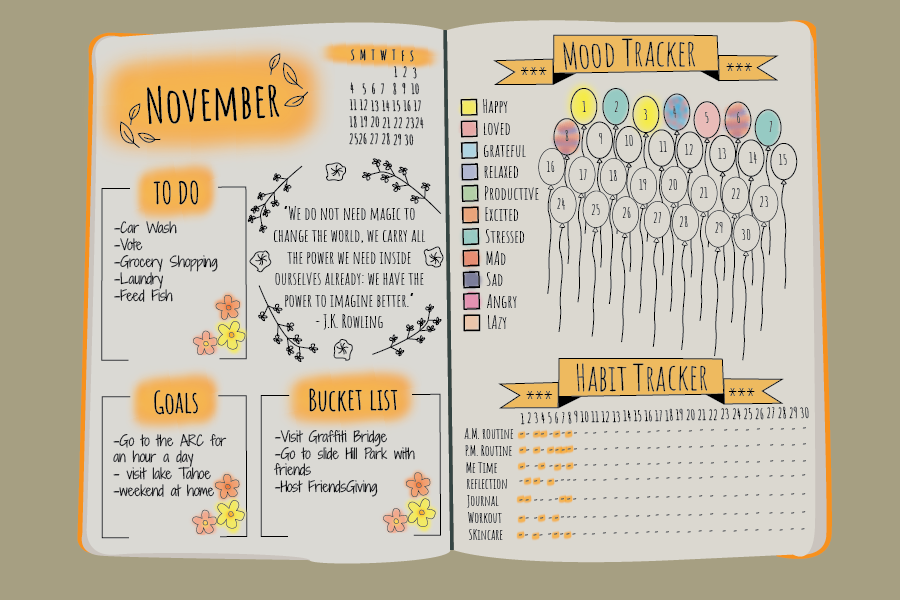 NOVEMBER
S M T W T F S
1 2 3
4 5 6 7 8 9 10
11 12 13 14 15 16 17
18 19 20 21 22 23 24
25 26 27 28 29 30
TO DO
-Car Wash
-Vote
-Grocery Shopping
-Laundry
-Feed Fish
"WE DO NOT NEED MAGIC TO
CHANGE THE WORLD, WE CARRY ALL
THE POWER WE NEED INSIDE
OURSELVES ALREADY: WE HAVE THE
POWER TO IMAGINE BETTER."
- J.K. ROWLING
GOALS
-Go to the ARC for
an hour a day
- visit lake Tahoe
-weekend at home
BUCKET LIST
-Visit Graffiti Bridge
-Go to slide Hill Park with
friends
-Host FriendsGiving
*** MOOD TRACKER ***
HAPPY
LOVED
GRATEFUL
RELAXED
PRODUCTIVE
EXCITED
STRESSED
MAD
SAD
ANGRY
LAZY
1 2 3 4 5 6 7
8 9 10 11 12 13 14 15
16 17 18 19 20 21 22 23
24 25 26 27 28 29 30
*** HABIT TRACKER ***
1 2 3 4 5 6 7 8 9 10 11 12 13 14 15 16 17 18 19 20 21 22 23 24 25 26 27 28 29 30
A.M. ROUTINE
P.M. ROUTINE
ME TIME
REFLECTION
JOURNAL
WORKOUT
SKINCARE